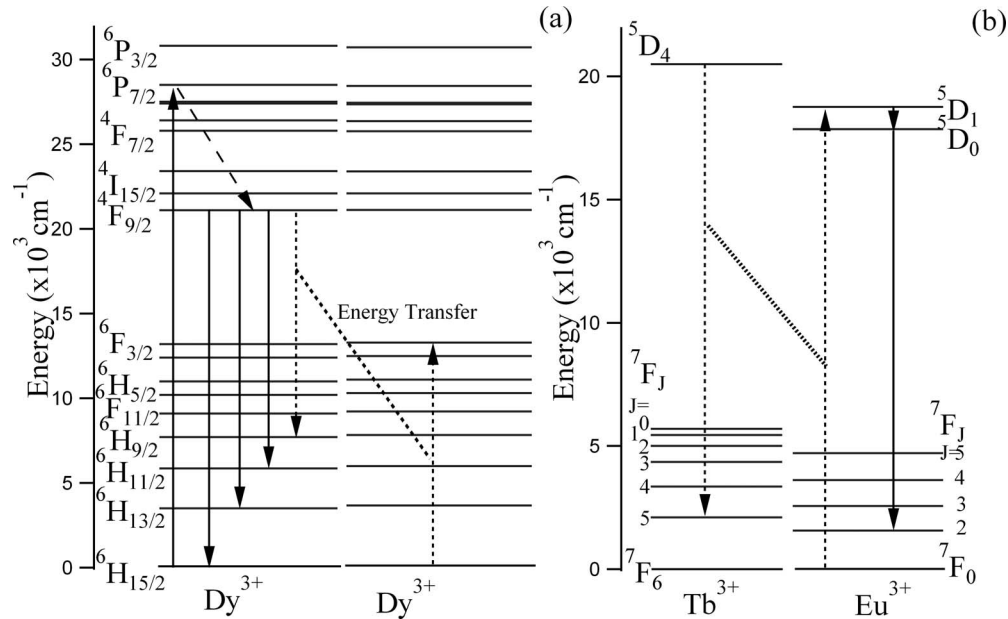 (a)
Energy (x10³ cm⁻¹)
30
25
20
15
10
5
0
⁶P₃/₂
⁶P₇/₂
⁴F₇/₂
⁴I₁₅/₂
⁴F₉/₂
⁶F₃/₂
⁶H₅/₂
⁶F₁₁/₂
⁶H₉/₂
⁶H₁₁/₂
⁶H₁₃/₂
⁶H₁₅/₂
Energy Transfer
Dy³⁺
Dy³⁺
(b)
Energy (x10³ cm⁻¹)
20
15
10
5
0
⁵D₄
⁷F_J
J=
0
1
2
3
4
5
⁷F₆
Tb³⁺
⁵D₁
⁵D₀
⁷F_J
J=5
4
3
2
⁷F₀
Eu³⁺